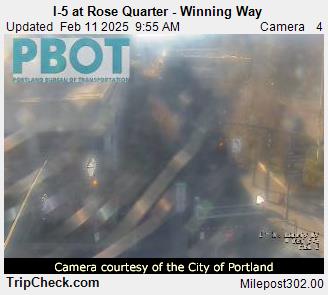 I-5 at Rose Quarter - Winning Way
Updated Feb 11 2025 9:55 AM Camera 4
PBOT
PORTLAND BUREAU OF TRANSPORTATION
Camera courtesy of the City of Portland
TripCheck.com Milepost302.00